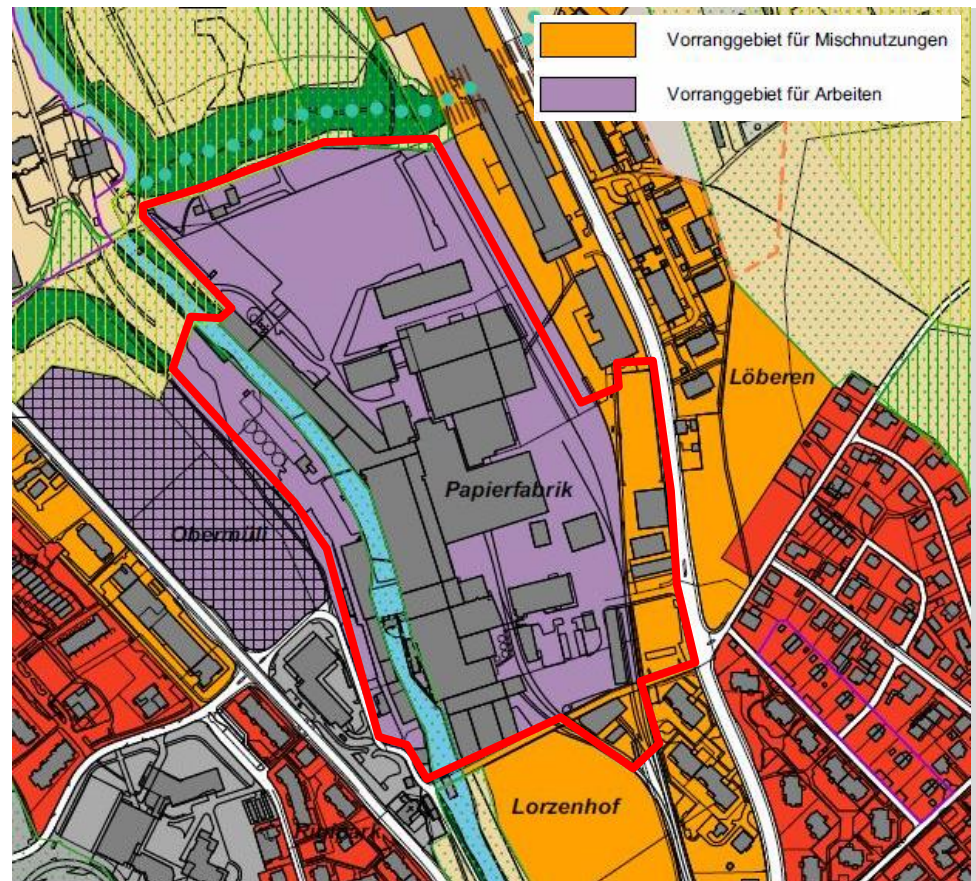 Vorranggebiet für Mischnutzungen
Vorranggebiet für Arbeiten
Löberen
Papierfabrik
Obermüli
Lorzenhof